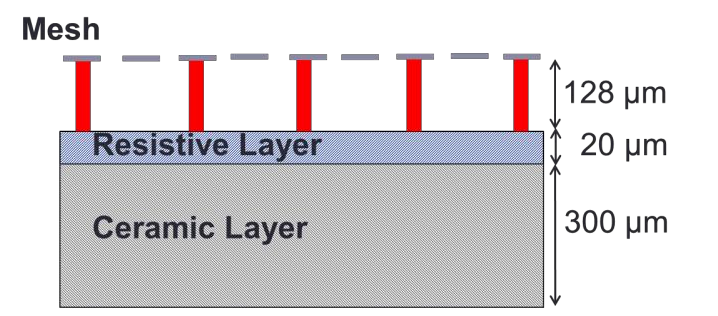 Mesh
128 µm
Resistive Layer
20 µm
Ceramic Layer
300 µm